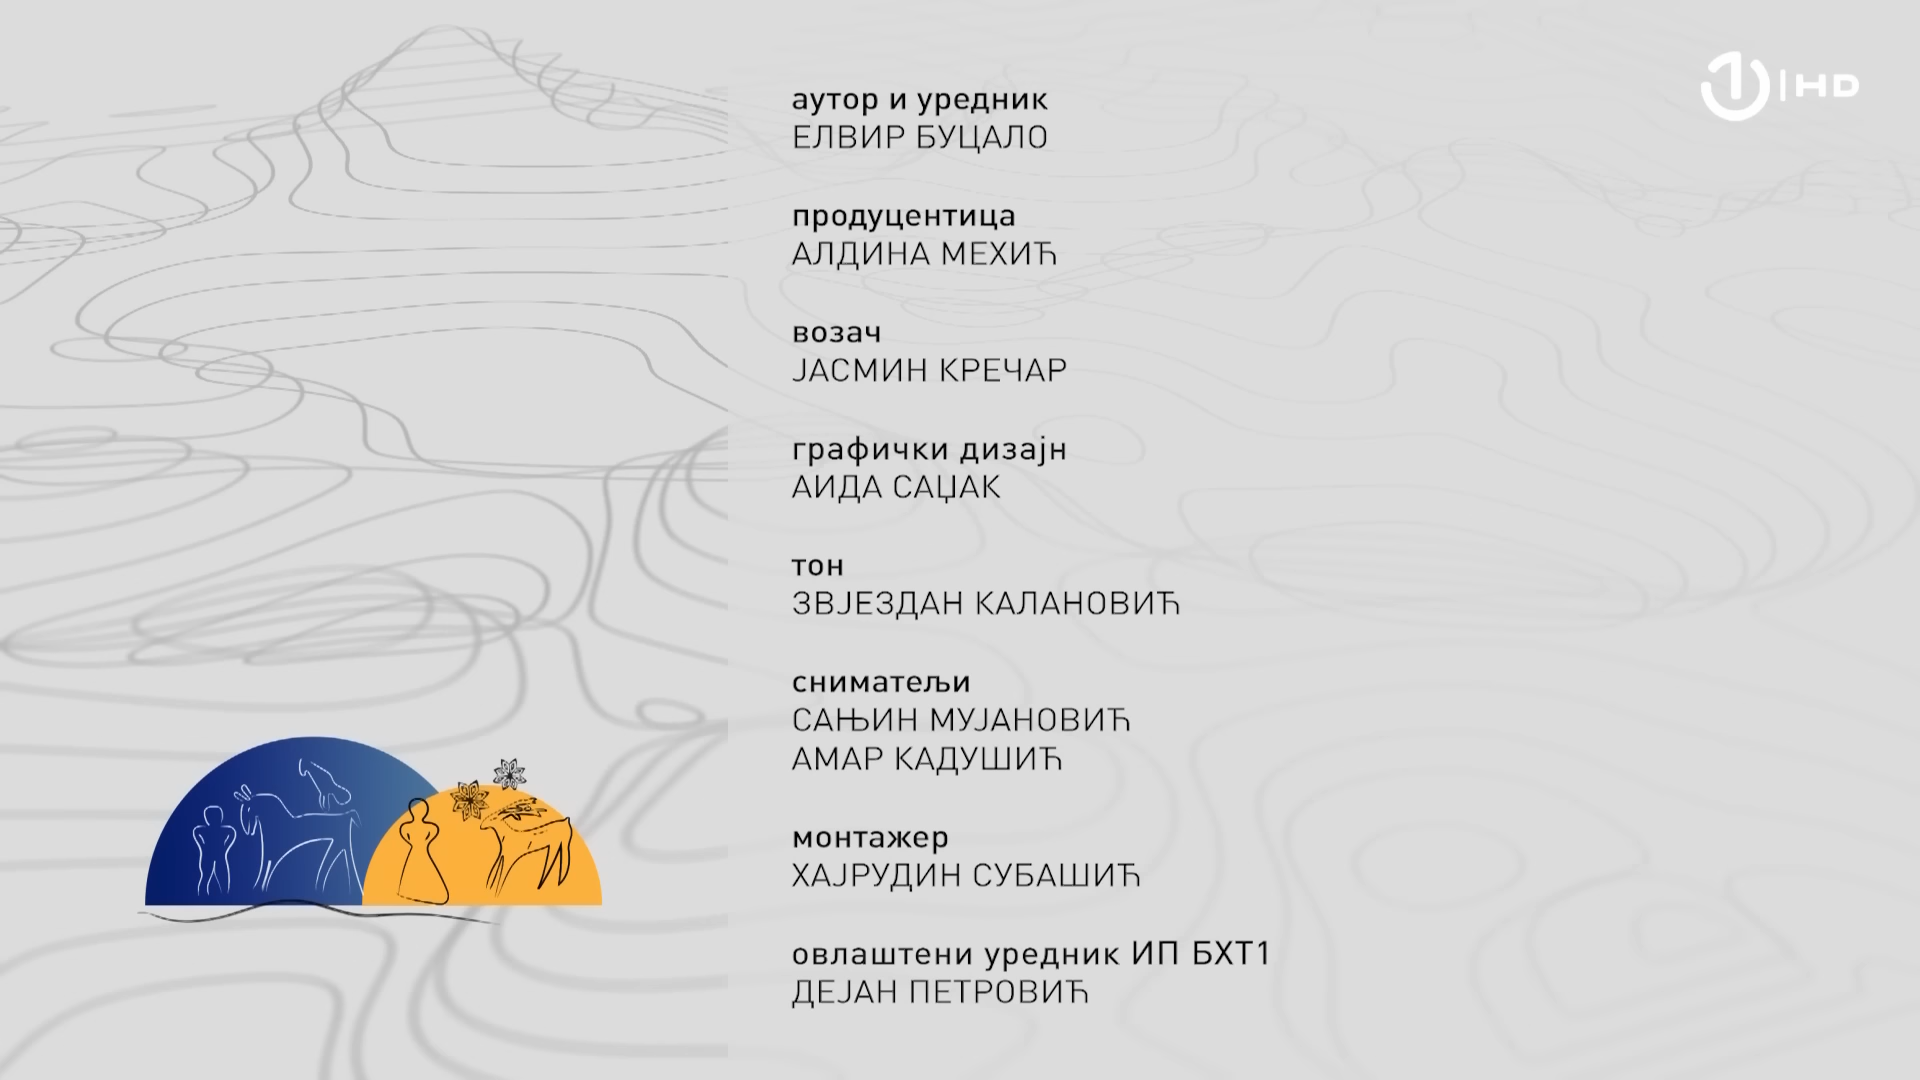 1 HD
аутор и уредник
ЕЛВИР БУЦАЛО
продуцентица
АЛДИНА МЕХИЋ
возач
ЈАСМИН КРЕЧАР
графички дизајн
АИДА САЏАК
тон
ЗВЈЕЗДАН КАЛАНОВИЋ
сниматељи
САЊИН МУЈАНОВИЋ
АМАР КАДУШИЋ
монтажер
ХАЈРУДИН СУБАШИЋ
овлаштени уредник ИП БХТ1
ДЕЈАН ПЕТРОВИЋ